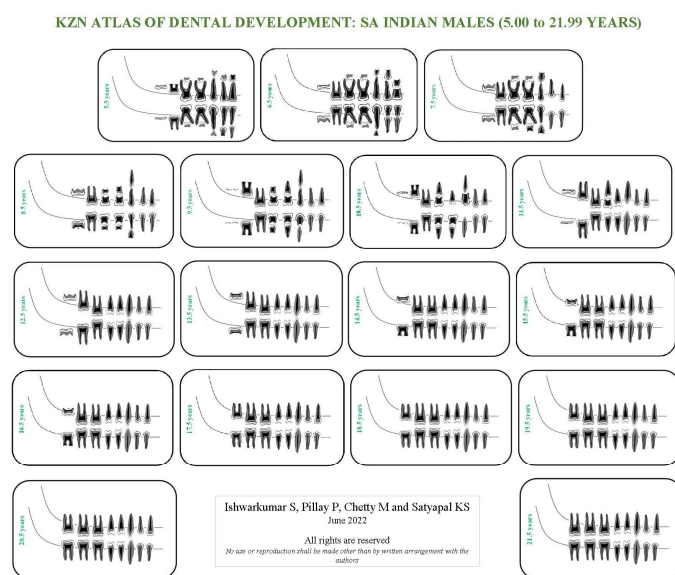 KZN ATLAS OF DENTAL DEVELOPMENT: SA INDIAN MALES (5.00 to 21.99 YEARS)
5.5 years
6.5 years
7.5 years
8.5 years
9.5 years
10.5 years
11.5 years
12.5 years
13.5 years
14.5 years
15.5 years
16.5 years
17.5 years
18.5 years
19.5 years
20.5 years
21.5 years
Ishwarkumar S, Pillay P, Chetty M and Satyapal KS
June 2022
All rights are reserved
No use or reproduction shall be made other than by written arrangement with the
authors